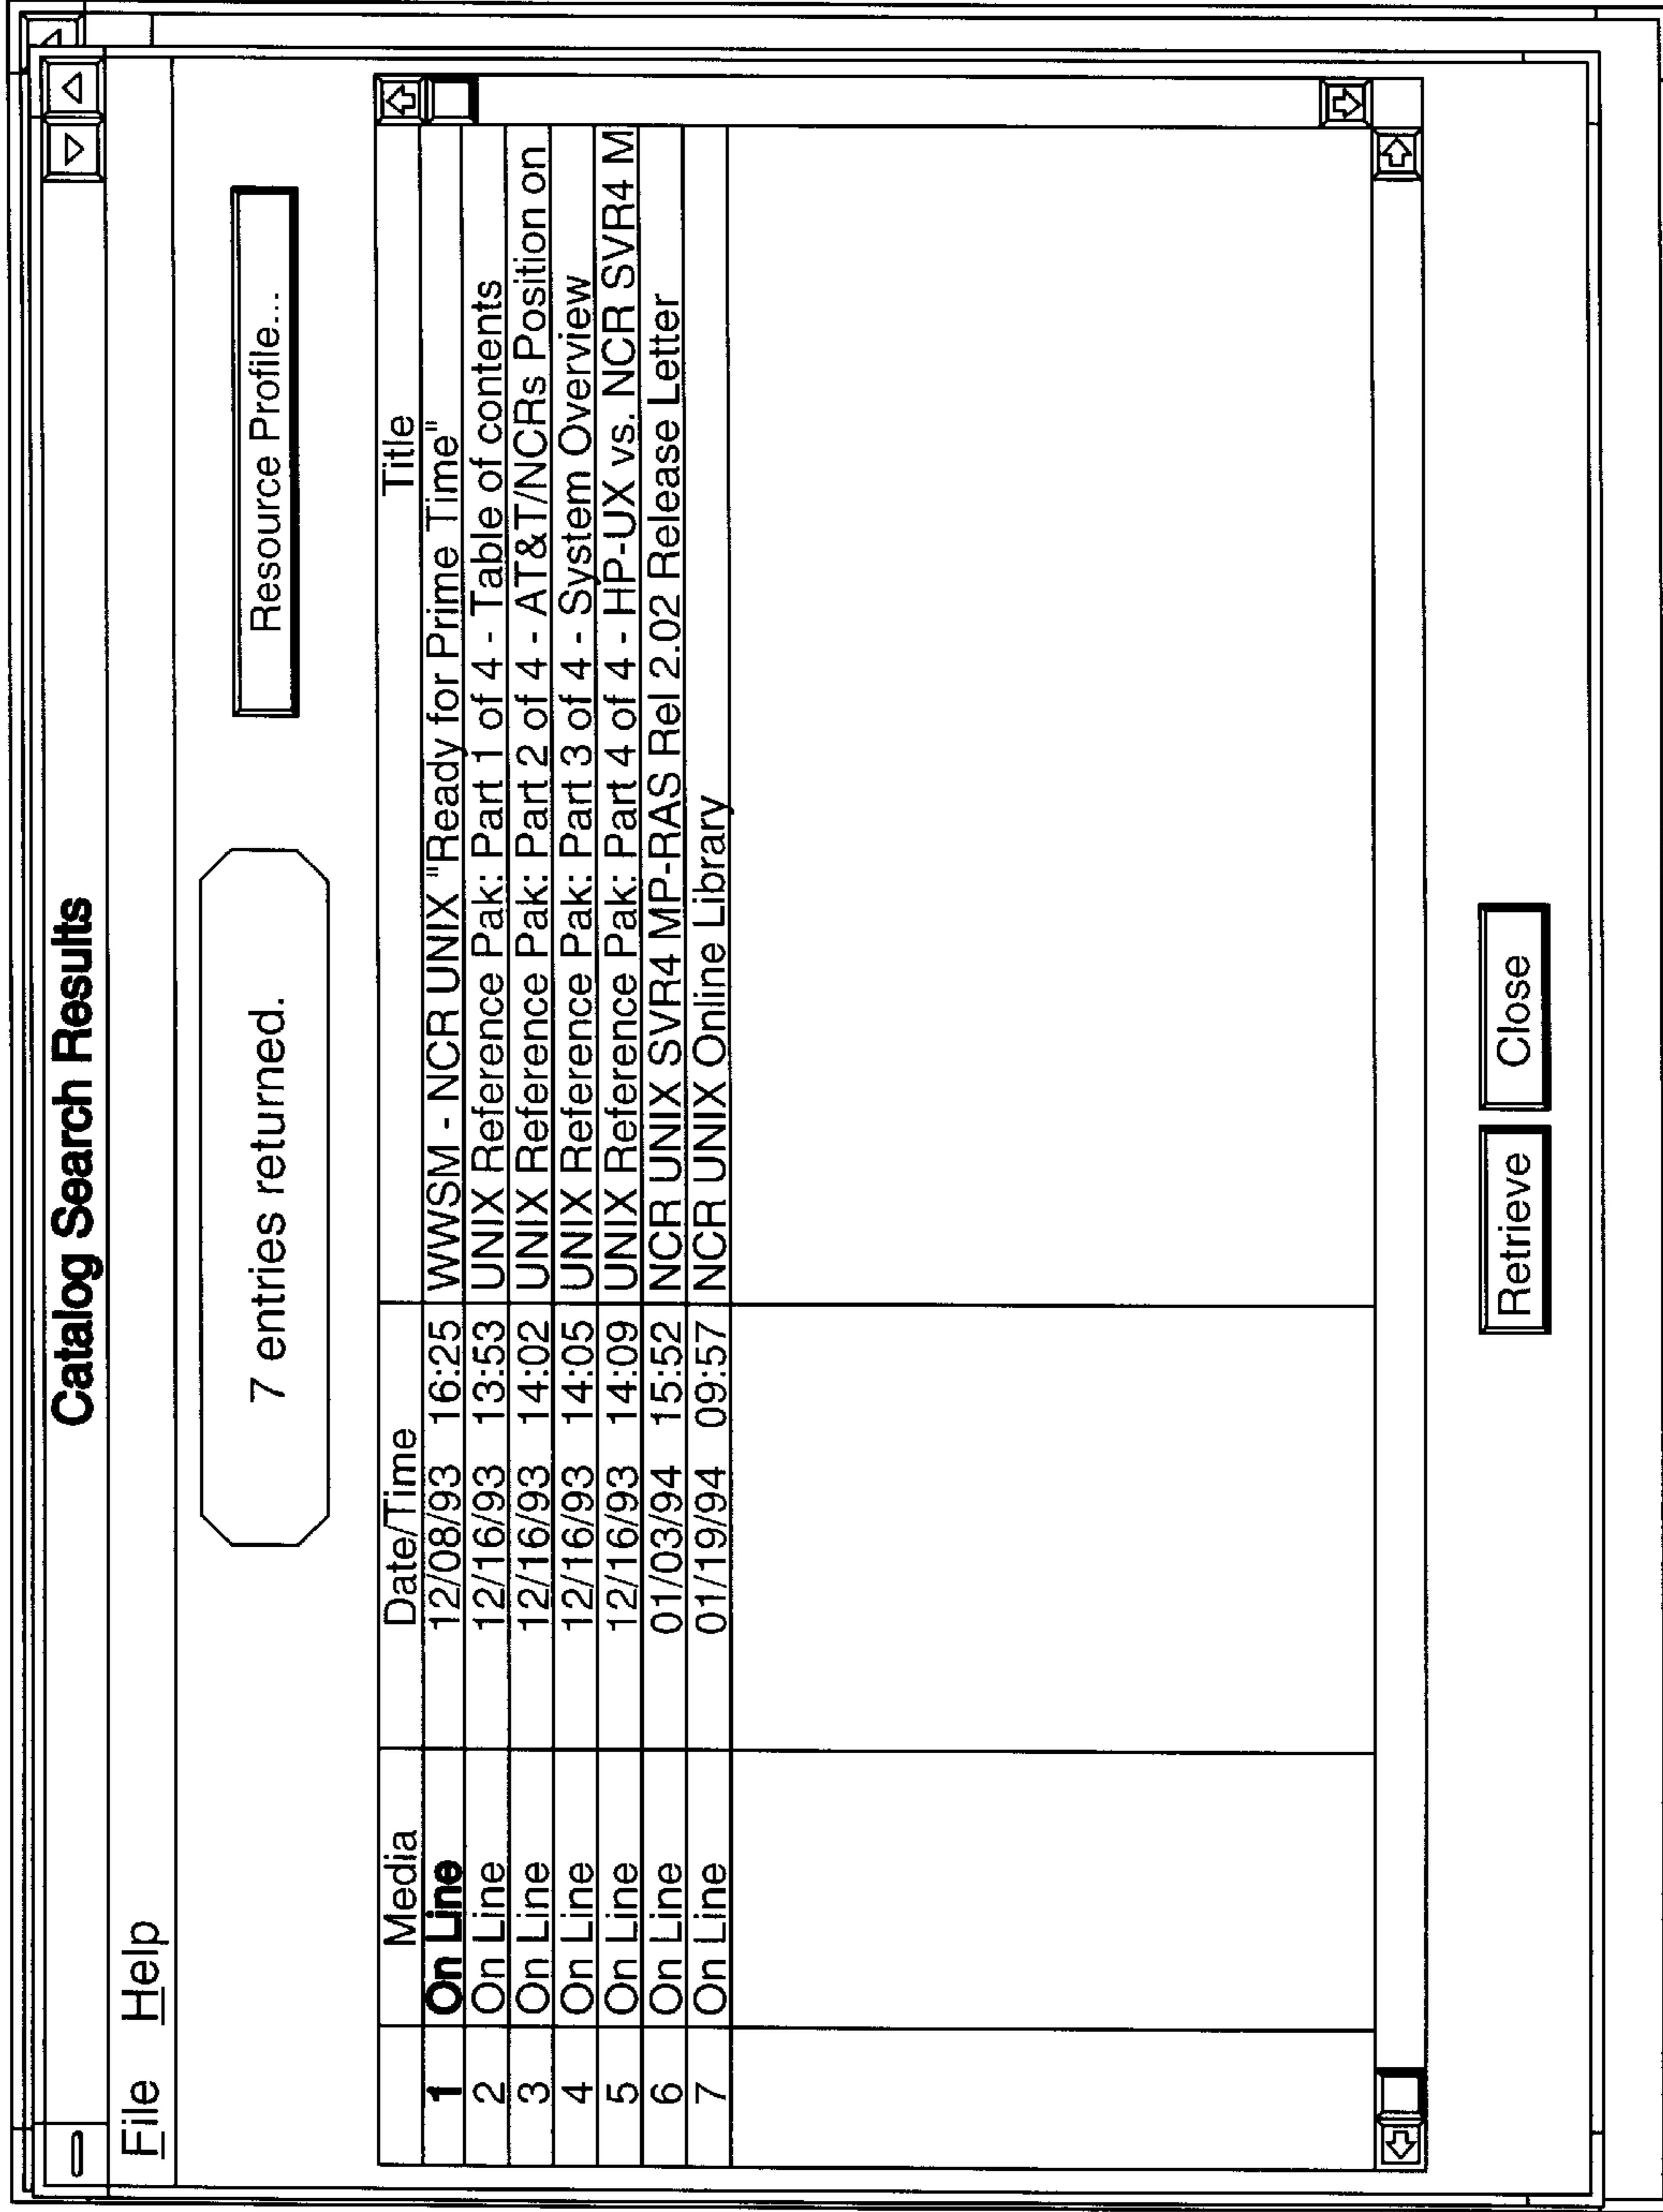 Catalog Search Results
File Help
7 entries returned.
Resource Profile...
Media Date/Time Title
1 On Line 12/08/93 16:25 WWSM - NCR UNIX "Ready for Prime Time"
2 On Line 12/16/93 13:53 UNIX Reference Pak: Part 1 of 4 - Table of contents
3 On Line 12/16/93 14:02 UNIX Reference Pak: Part 2 of 4 - AT&T/NCRs Position on
4 On Line 12/16/93 14:05 UNIX Reference Pak: Part 3 of 4 - System Overview
5 On Line 12/16/93 14:09 UNIX Reference Pak: Part 4 of 4 - HP-UX vs. NCR SVR4 M
6 On Line 01/03/94 15:52 NCR UNIX SVR4 MP-RAS Rel 2.02 Release Letter
7 On Line 01/19/94 09:57 NCR UNIX Online Library
Retrieve Close